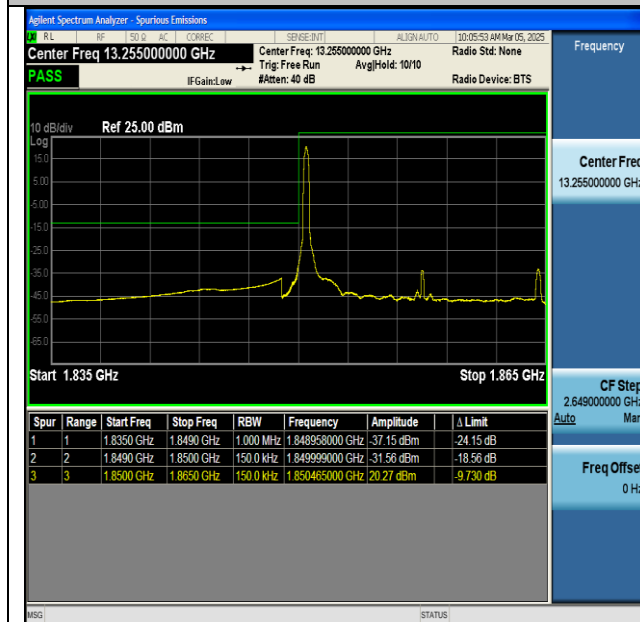 Agilent Spectrum Analyzer - Spurious Emissions
LXI RL RF 50 Ω AC CORREC SENSE:INT ALIGN AUTO 10:05:53 AM Mar 05, 2025
Center Freq 13.255000000 GHz Center Freq: 13.255000000 GHz Radio Std: None
Trig: Free Run Avg|Hold: 10/10
PASS IFGain:Low #Atten: 40 dB Radio Device: BTS
Frequency
10 dB/div Ref 25.00 dBm
Log
15.0
5.00
-5.00
-15.0
-25.0
-35.0
-45.0
-55.0
-65.0
Start 1.835 GHz Stop 1.865 GHz
Spur Range Start Freq Stop Freq RBW Frequency Amplitude Δ Limit
1 1 1.8350 GHz 1.8490 GHz 1.000 MHz 1.848958000 GHz -37.15 dBm -24.15 dB
2 2 1.8490 GHz 1.8500 GHz 150.0 kHz 1.849999000 GHz -31.56 dBm -18.56 dB
3 3 1.8500 GHz 1.8650 GHz 150.0 kHz 1.850465000 GHz 20.27 dBm -9.730 dB
Center Freq
13.255000000 GHz
CF Step
2.649000000 GHz
Auto Man
Freq Offset
0 Hz
MSG STATUS